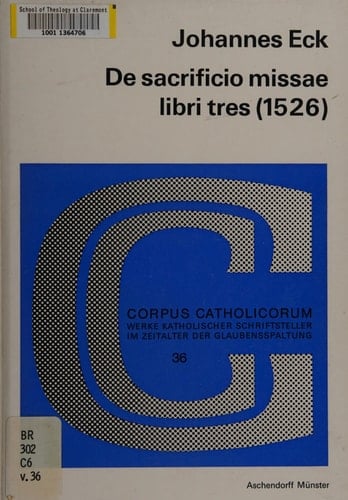 School of Theology at Claremont
1001 1364706
Johannes Eck
De sacrificio missae
libri tres (1526)
CORPUS CATHOLICORUM
WERKE KATHOLISCHER SCHRIFTSTELLER
IM ZEITALTER DER GLAUBENSSPALTUNG
36
BR
302
C6
v.36
Aschendorff Münster